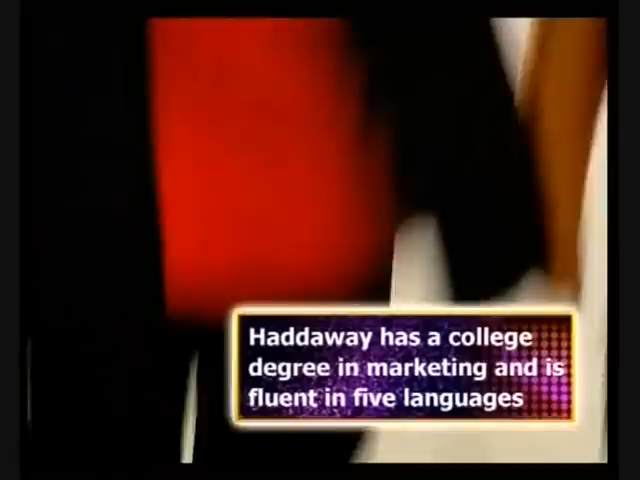 Haddaway has a college
degree in marketing and is
fluent in five languages